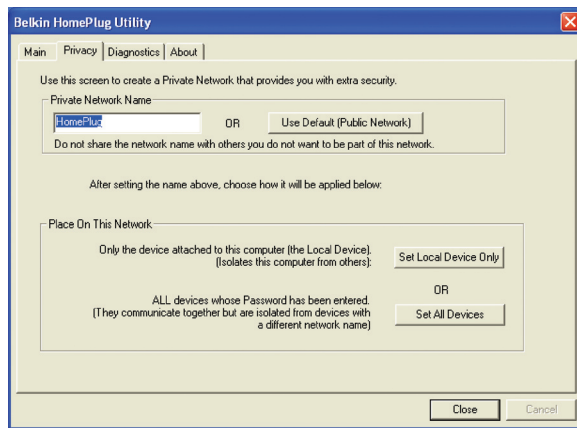 Belkin HomePlug Utility
Main Privacy Diagnostics About
Use this screen to create a Private Network that provides you with extra security.
Private Network Name
HomePlug OR Use Default (Public Network)
Do not share the network name with others you do not want to be part of this network.
After setting the name above, choose how it will be applied below:
Place On This Network
Only the device attached to this computer (the Local Device).
(Isolates this computer from others): Set Local Device Only
OR
ALL devices whose Password has been entered.
(They communicate together but are isolated from devices with
a different network name) Set All Devices
Close Cancel